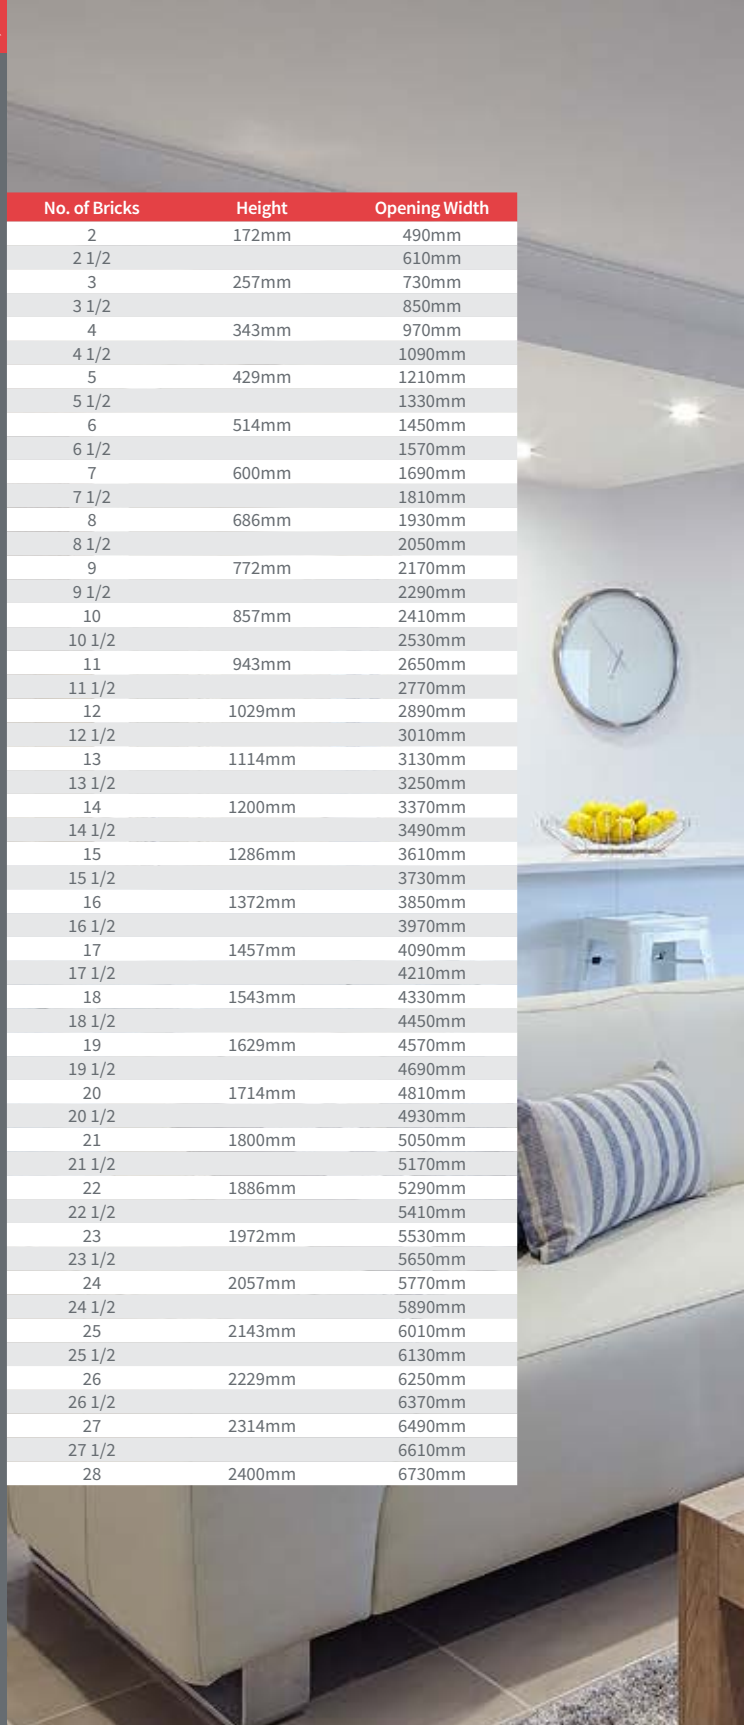 No. of Bricks Height Opening Width
2 172mm 490mm
2 1/2 610mm
3 257mm 730mm
3 1/2 850mm
4 343mm 970mm
4 1/2 1090mm
5 429mm 1210mm
5 1/2 1330mm
6 514mm 1450mm
6 1/2 1570mm
7 600mm 1690mm
7 1/2 1810mm
8 686mm 1930mm
8 1/2 2050mm
9 772mm 2170mm
9 1/2 2290mm
10 857mm 2410mm
10 1/2 2530mm
11 943mm 2650mm
11 1/2 2770mm
12 1029mm 2890mm
12 1/2 3010mm
13 1114mm 3130mm
13 1/2 3250mm
14 1200mm 3370mm
14 1/2 3490mm
15 1286mm 3610mm
15 1/2 3730mm
16 1372mm 3850mm
16 1/2 3970mm
17 1457mm 4090mm
17 1/2 4210mm
18 1543mm 4330mm
18 1/2 4450mm
19 1629mm 4570mm
19 1/2 4690mm
20 1714mm 4810mm
20 1/2 4930mm
21 1800mm 5050mm
21 1/2 5170mm
22 1886mm 5290mm
22 1/2 5410mm
23 1972mm 5530mm
23 1/2 5650mm
24 2057mm 5770mm
24 1/2 5890mm
25 2143mm 6010mm
25 1/2 6130mm
26 2229mm 6250mm
26 1/2 6370mm
27 2314mm 6490mm
27 1/2 6610mm
28 2400mm 6730mm